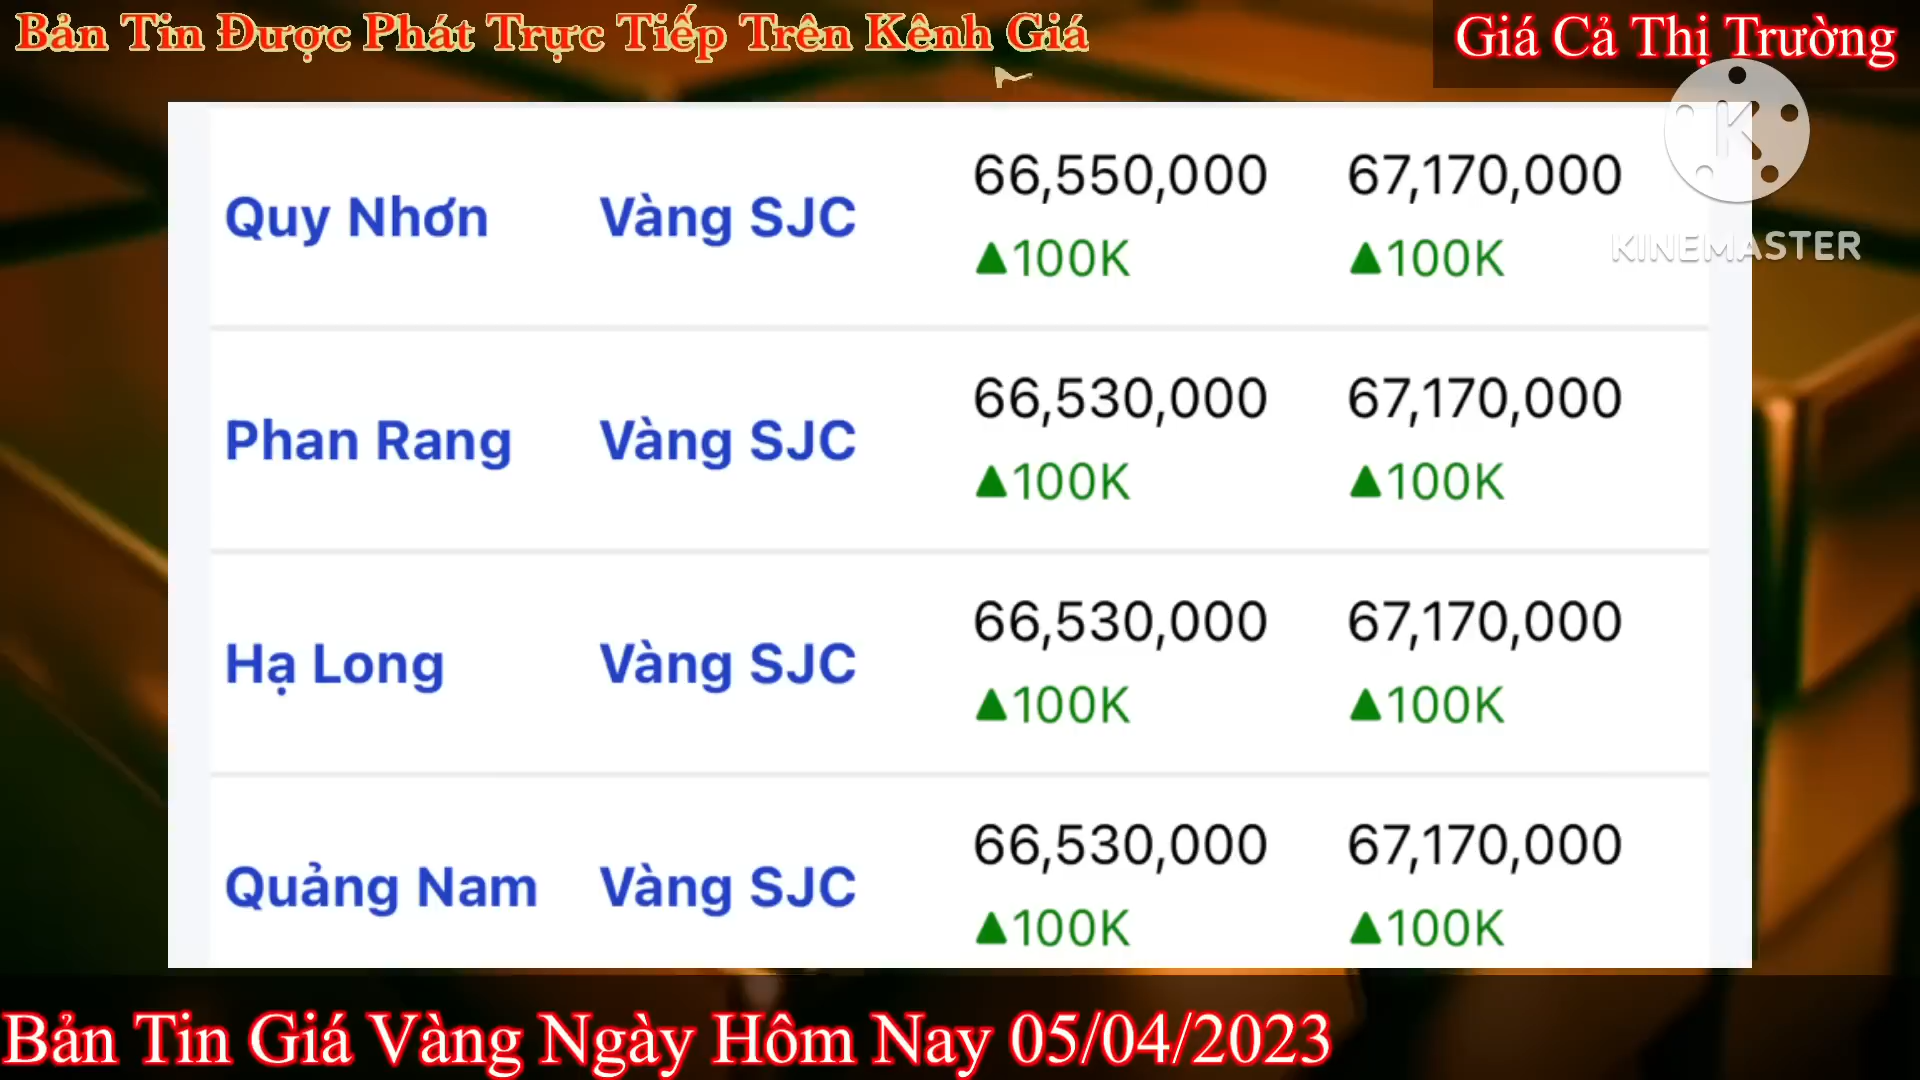 Bản Tin Được Phát Trực Tiếp Trên Kênh Giá
Giá Cả Thị Trường
K
KINEMASTER
Quy Nhơn Vàng SJC 66,550,000 67,170,000
▲100K ▲100K
Phan Rang Vàng SJC 66,530,000 67,170,000
▲100K ▲100K
Hạ Long Vàng SJC 66,530,000 67,170,000
▲100K ▲100K
Quảng Nam Vàng SJC 66,530,000 67,170,000
▲100K ▲100K
Bản Tin Giá Vàng Ngày Hôm Nay 05/04/2023